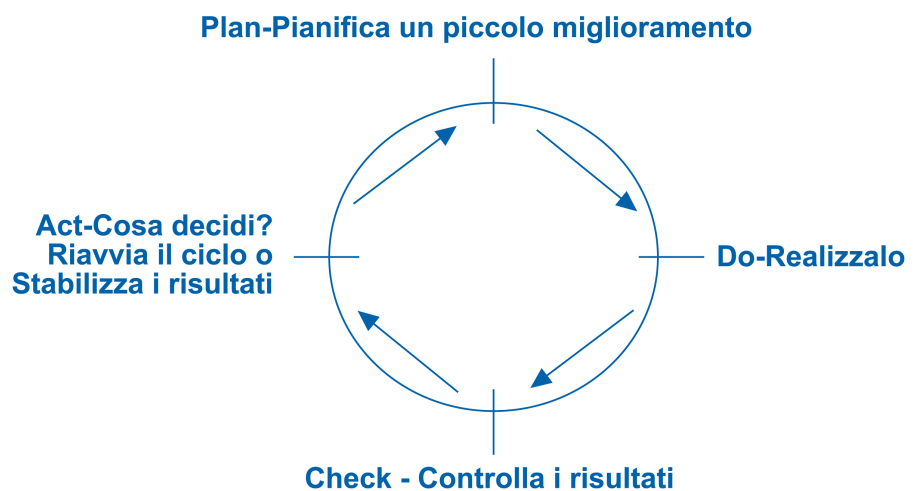 Plan-Pianifica un piccolo miglioramento
Act-Cosa decidi?
Riavvia il ciclo o
Stabilizza i risultati
Do-Realizzalo
Check - Controlla i risultati